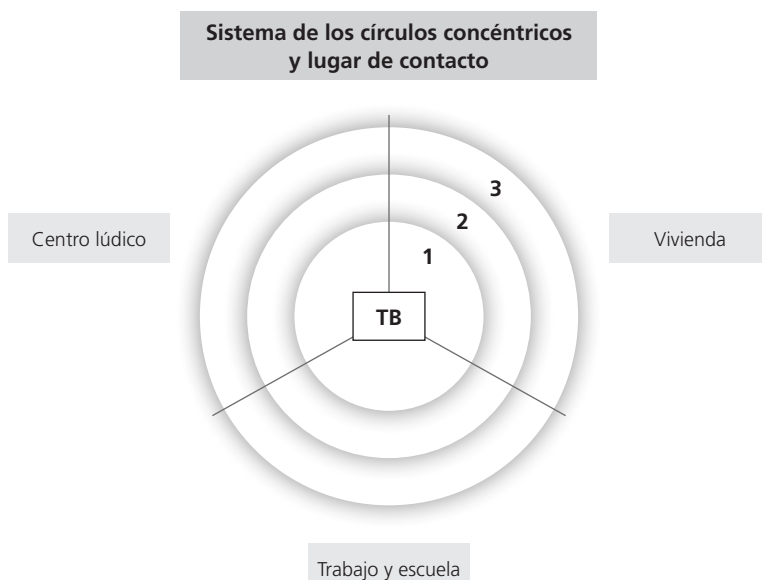 Sistema de los círculos concéntricos
y lugar de contacto
3
2
1
Centro lúdico
Vivienda
TB
Trabajo y escuela